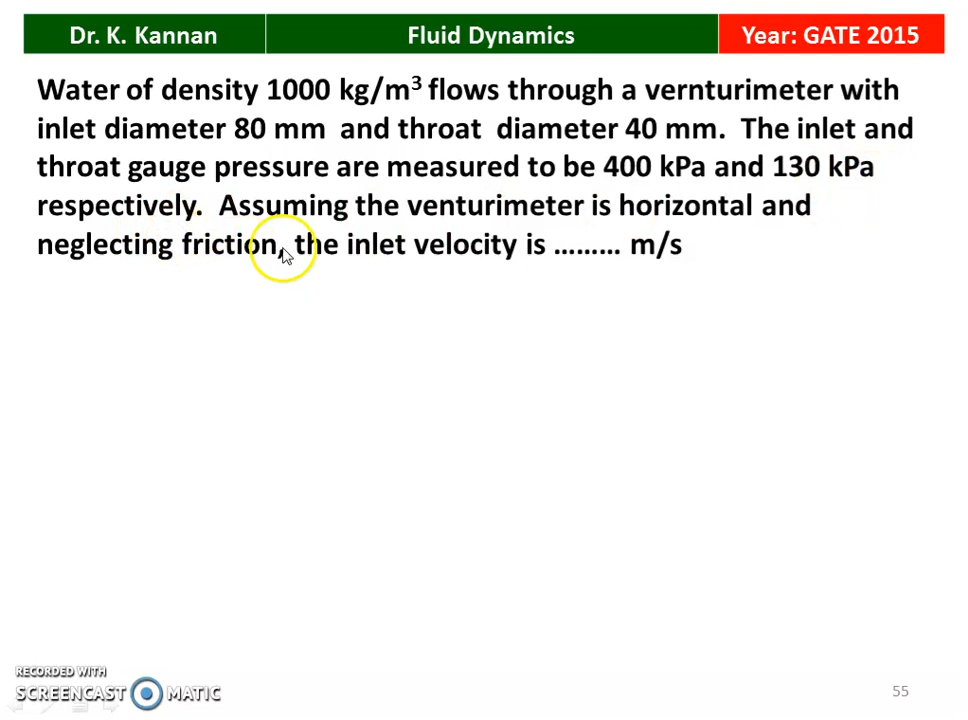 Dr. K. Kannan
Fluid Dynamics
Year: GATE 2015
Water of density 1000 kg/m³ flows through a vernturimeter with
inlet diameter 80 mm and throat diameter 40 mm. The inlet and
throat gauge pressure are measured to be 400 kPa and 130 kPa
respectively. Assuming the venturimeter is horizontal and
neglecting friction, the inlet velocity is ……… m/s
RECORDED WITH
SCREENCAST MATIC
55